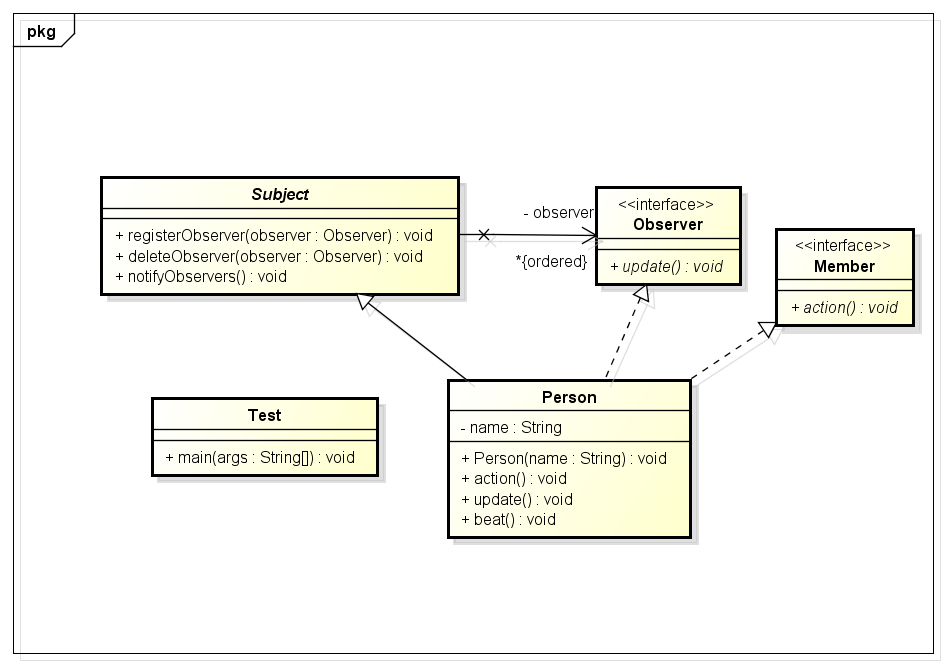 pkg
Subject
+ registerObserver(observer : Observer) : void
+ deleteObserver(observer : Observer) : void
+ notifyObservers() : void
- observer
*{ordered}
<<interface>>
Observer
+ update() : void
<<interface>>
Member
+ action() : void
Test
+ main(args : String[]) : void
Person
- name : String
+ Person(name : String) : void
+ action() : void
+ update() : void
+ beat() : void